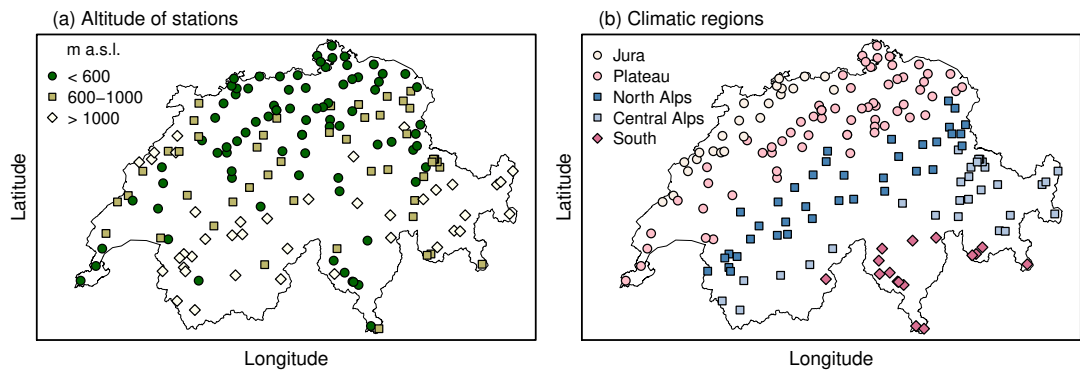 (a) Altitude of stations
m a.s.l.
< 600
600−1000
> 1000
Latitude
Longitude
(b) Climatic regions
Jura
Plateau
North Alps
Central Alps
South
Latitude
Longitude